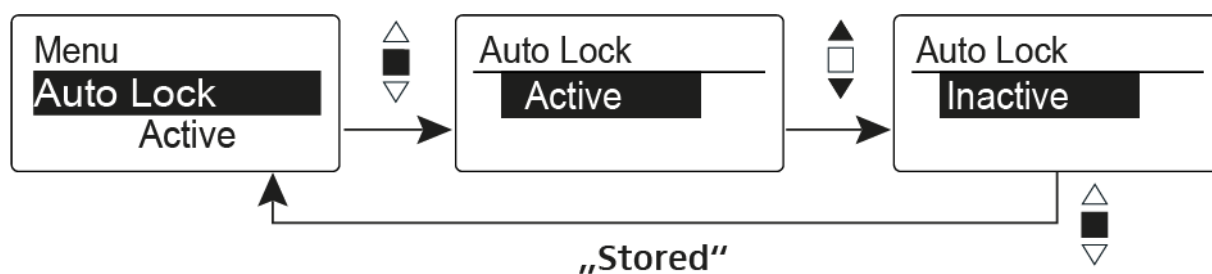 Menu
Auto Lock
Active
Auto Lock
Active
Auto Lock
Inactive
„Stored“